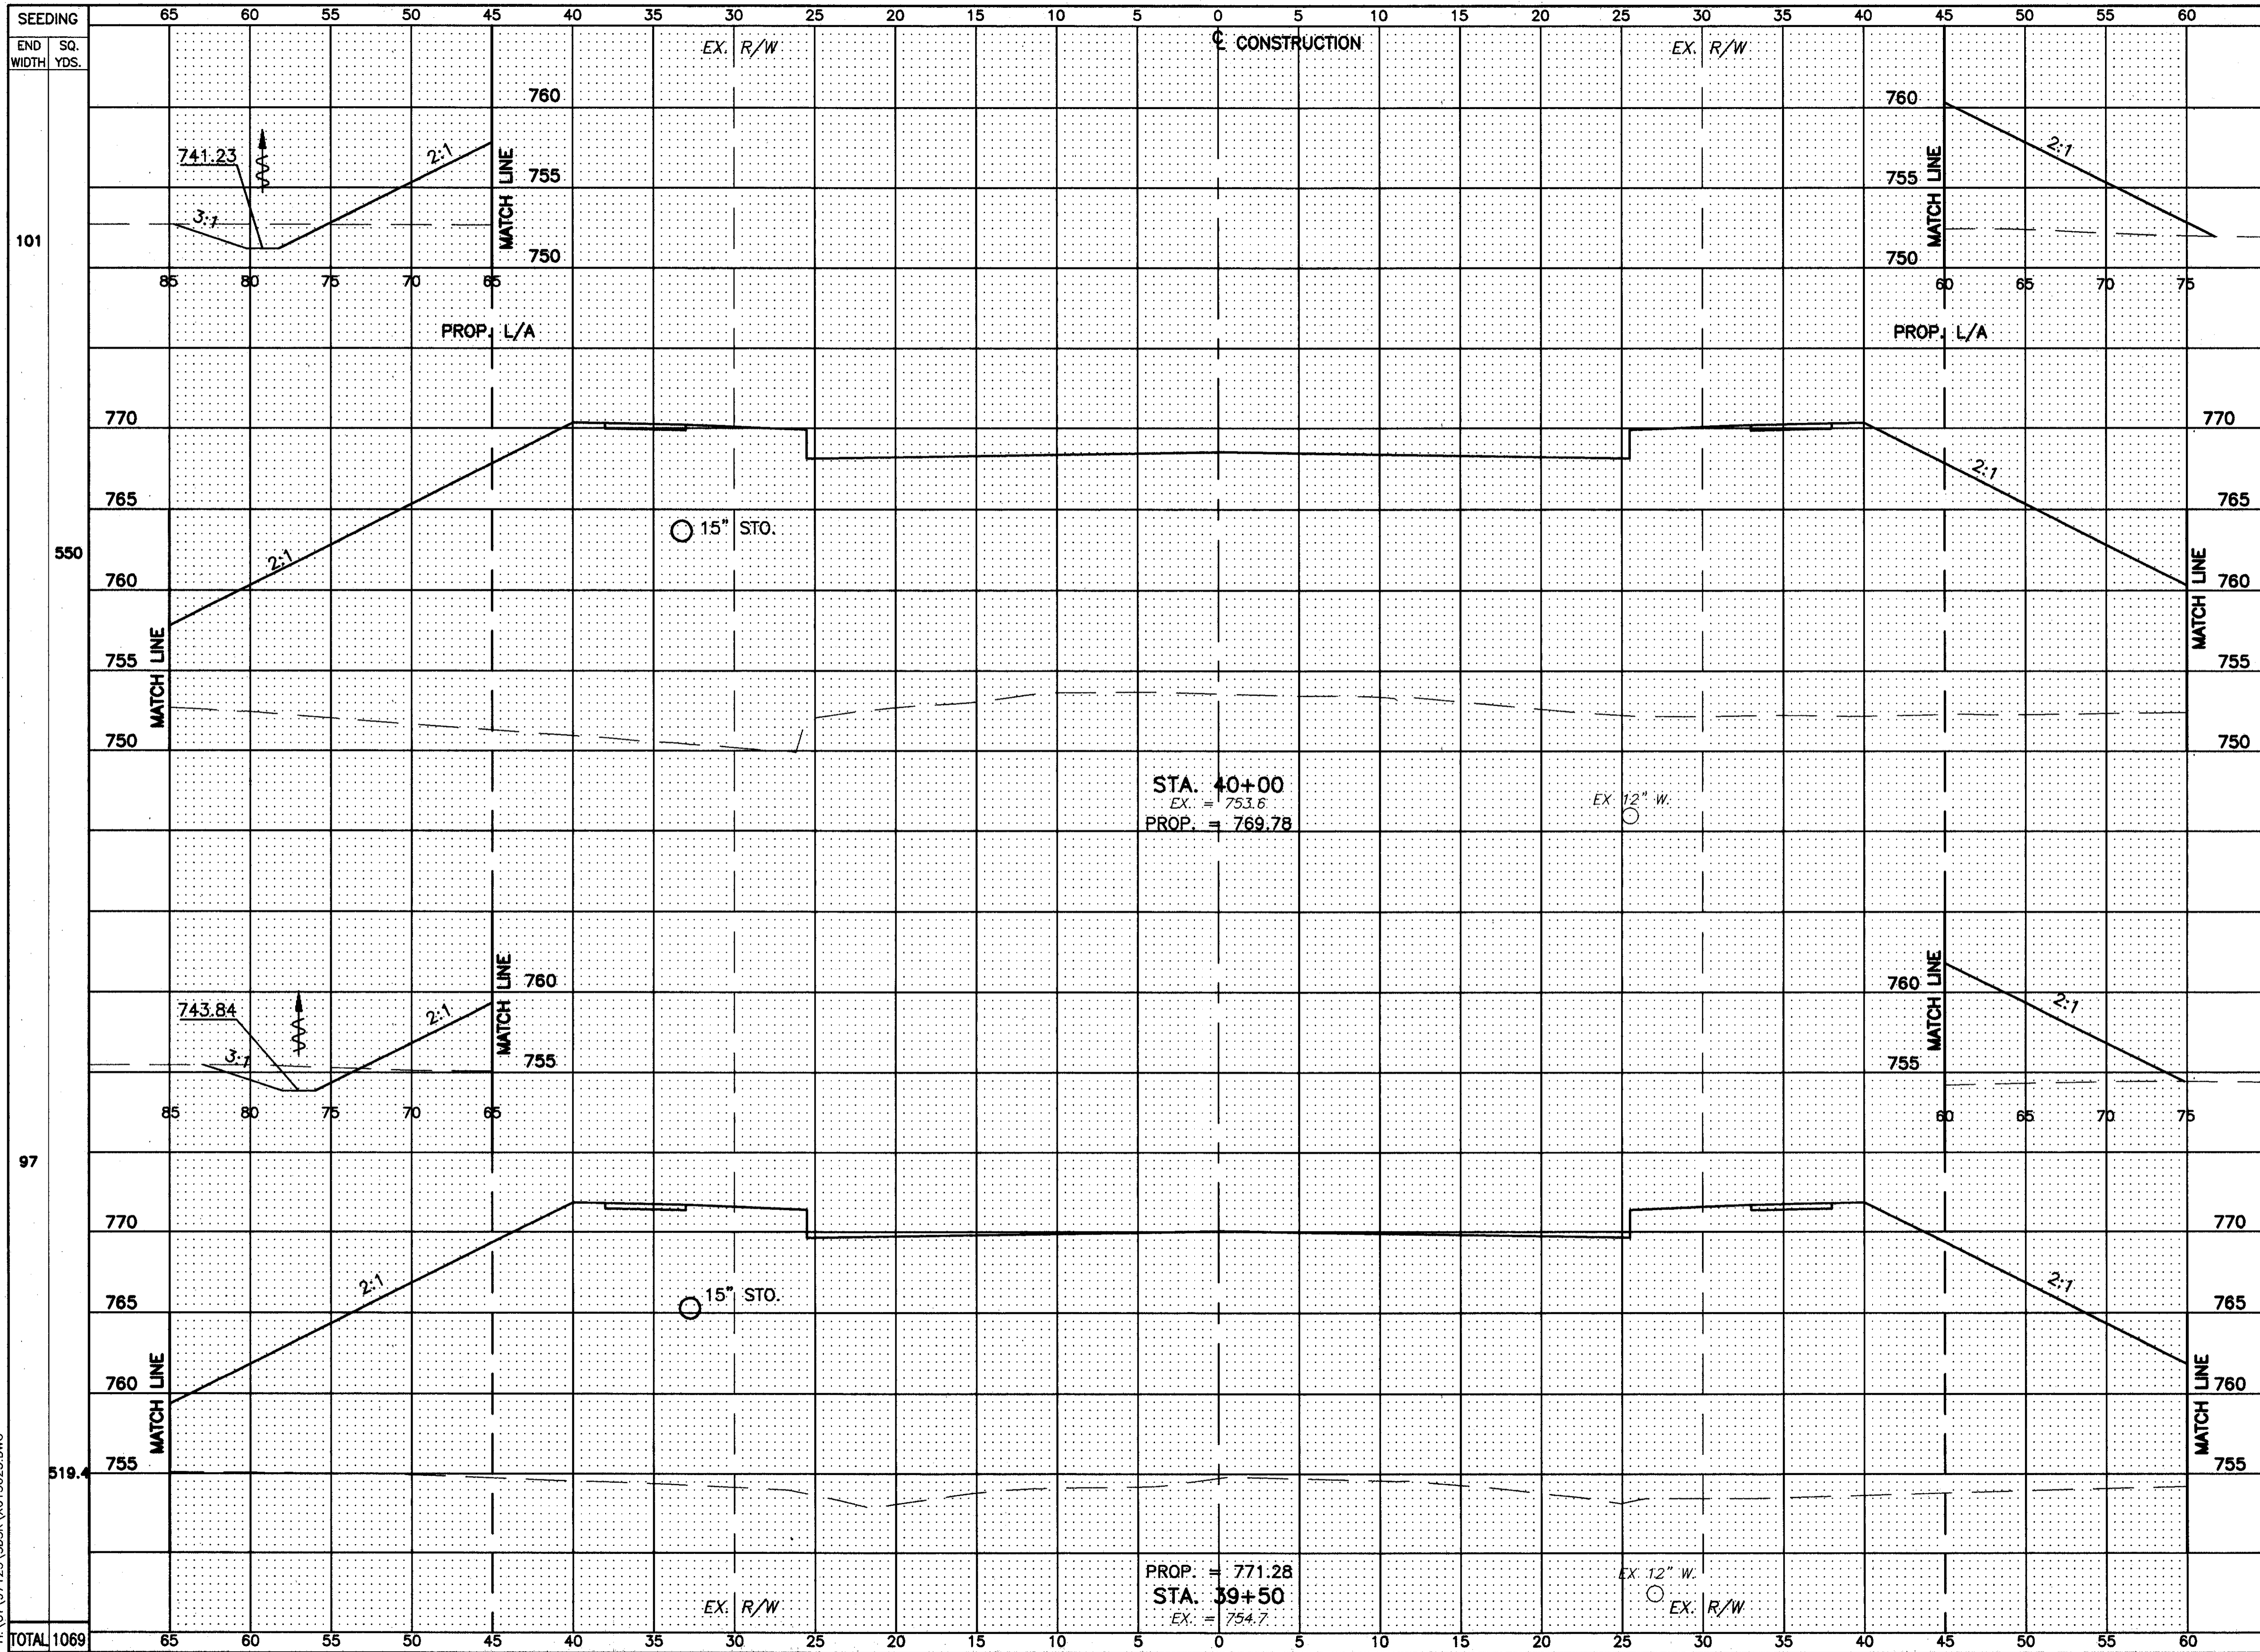 SEEDING
END WIDTH
SQ. YDS.
65 60 55 50 45 40 35 30 25 20 15 10 5 0 5 10 15 20 25 30 35 40 45 50 55 60
EX. R/W
℄ CONSTRUCTION
EX. R/W
760
760
741.23
2:1
MATCH LINE
755
MATCH LINE
755
2:1
3:1
101
750
750
85 80 75 70 65
60 65 70 75
PROP. L/A
PROP. L/A
770
770
2:1
765
765
15" STO.
550
2:1
760
MATCH LINE
760
MATCH LINE
755
755
750
750
STA. 40+00
EX. = 753.6
PROP. = 769.78
EX 12" W.
MATCH LINE
760
760
MATCH LINE
743.84
2:1
2:1
3:1
755
755
85 80 75 70 65
60 65 70 75
97
770
770
2:1
2:1
15" STO.
765
765
MATCH LINE
760
MATCH LINE
760
519.4
755
755
PROP. = 771.28
STA. 39+50
EX. = 754.7
EX 12" W.
EX. R/W
EX. R/W
TOTAL 1069
65 60 55 50 45 40 35 30 25 20 15 10 5 0 5 10 15 20 25 30 35 40 45 50 55 60